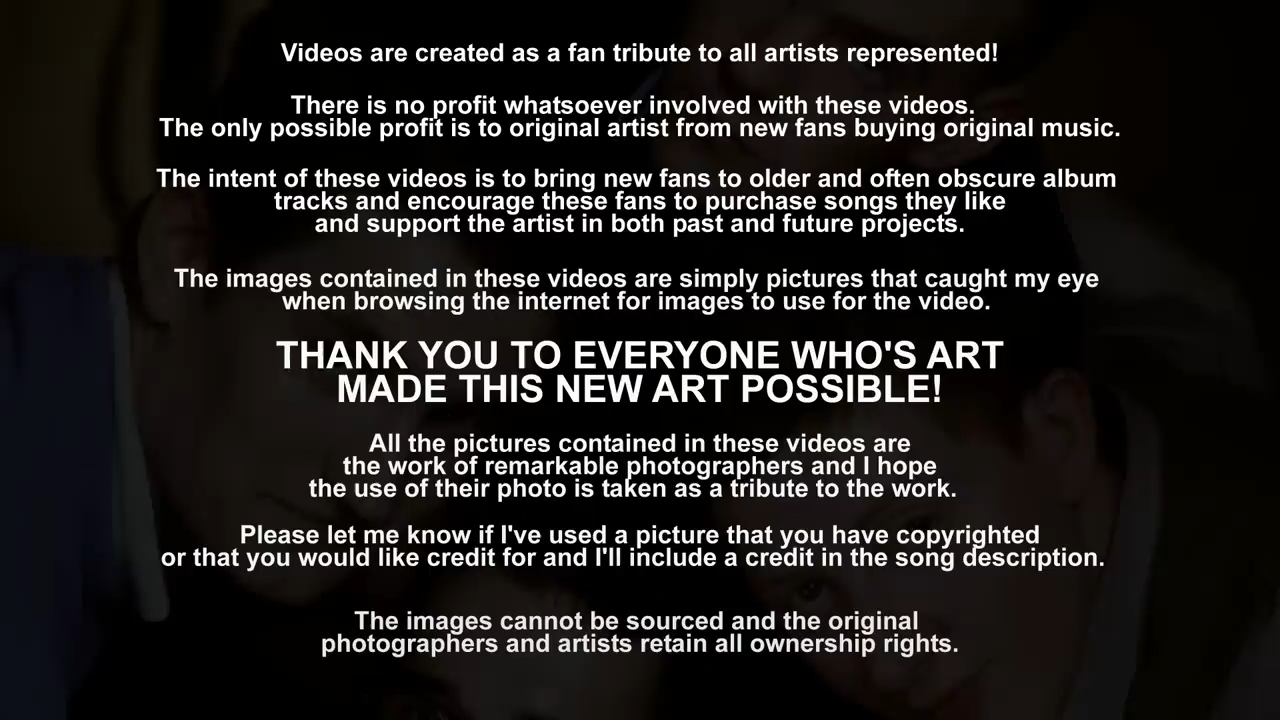 Videos are created as a fan tribute to all artists represented!
There is no profit whatsoever involved with these videos.
The only possible profit is to original artist from new fans buying original music.
The intent of these videos is to bring new fans to older and often obscure album
tracks and encourage these fans to purchase songs they like
and support the artist in both past and future projects.
The images contained in these videos are simply pictures that caught my eye
when browsing the internet for images to use for the video.
THANK YOU TO EVERYONE WHO'S ART
MADE THIS NEW ART POSSIBLE!
All the pictures contained in these videos are
the work of remarkable photographers and I hope
the use of their photo is taken as a tribute to the work.
Please let me know if I've used a picture that you have copyrighted
or that you would like credit for and I'll include a credit in the song description.
The images cannot be sourced and the original
photographers and artists retain all ownership rights.